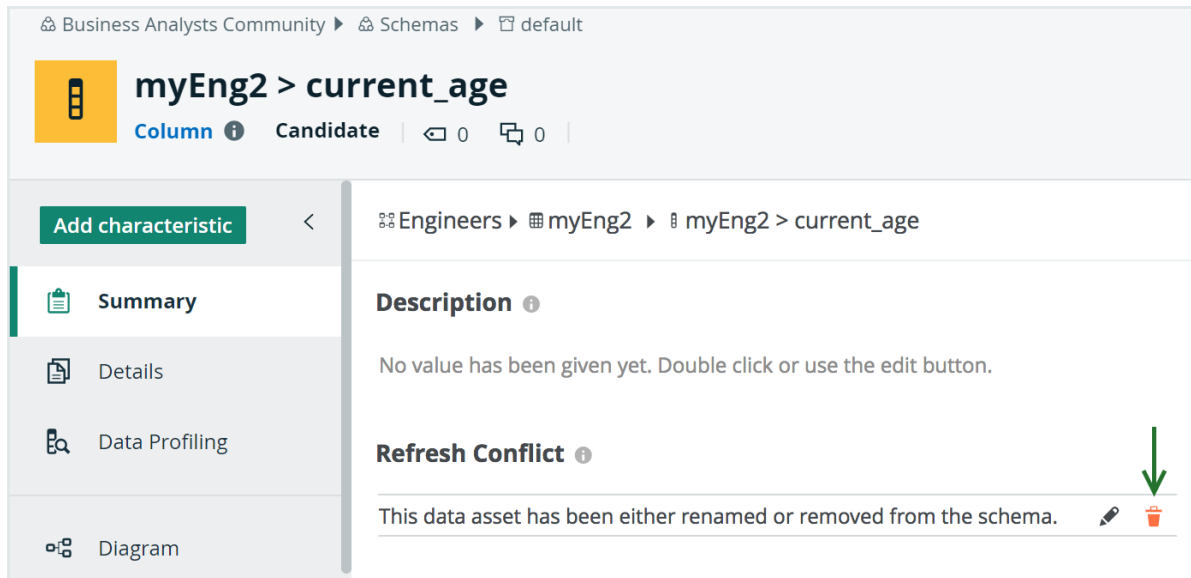 Business Analysts Community Schemas default
myEng2 > current_age
Column Candidate 0 0
Add characteristic
Engineers myEng2 myEng2 > current_age
Summary
Description
Details
No value has been given yet. Double click or use the edit button.
Data Profiling
Refresh Conflict
This data asset has been either renamed or removed from the schema.
Diagram